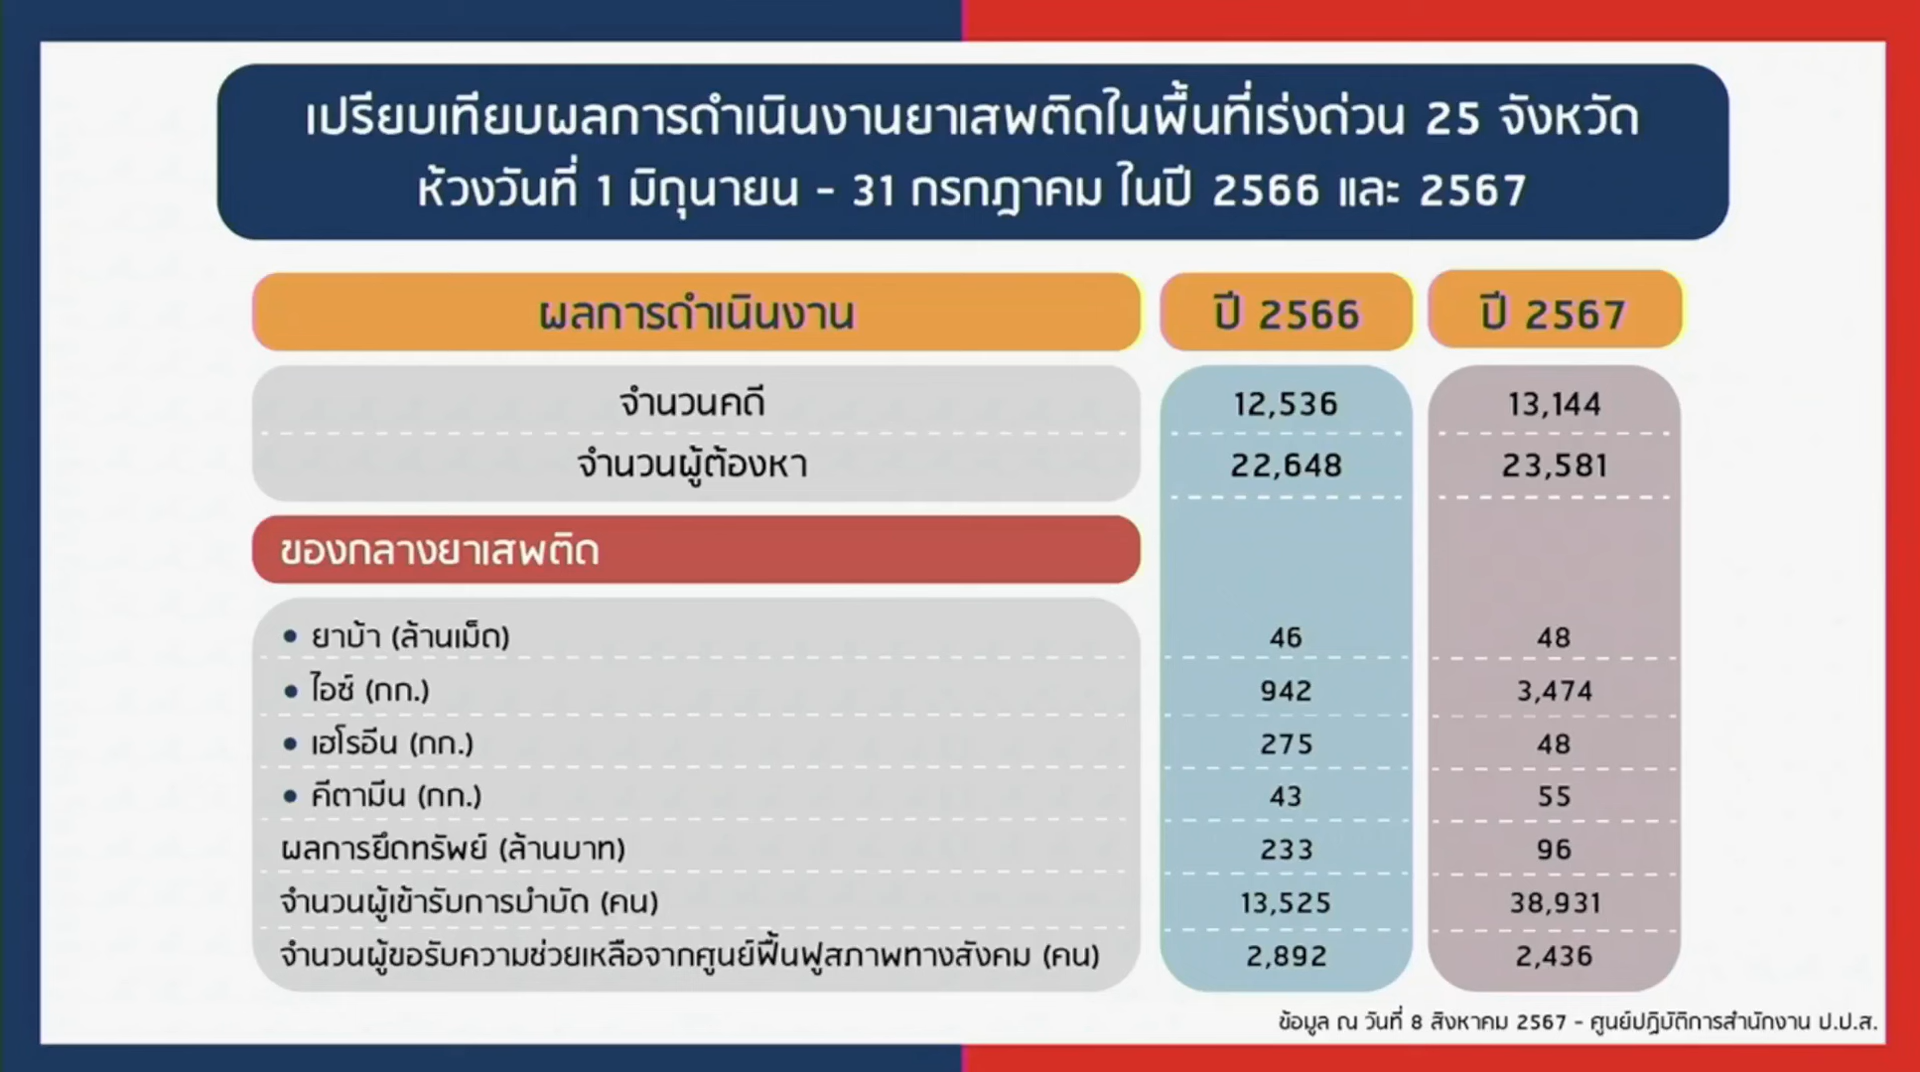 เปรียบเทียบผลการดำเนินงานยาเสพติดในพื้นที่เร่งด่วน 25 จังหวัด
ห้วงวันที่ 1 มิถุนายน - 31 กรกฎาคม ในปี 2566 และ 2567
ผลการดำเนินงาน ปี 2566 ปี 2567
จำนวนคดี 12,536 13,144
จำนวนผู้ต้องหา 22,648 23,581
ของกลางยาเสพติด
• ยาบ้า (ล้านเม็ด) 46 48
• ไอซ์ (กก.) 942 3,474
• เฮโรอีน (กก.) 275 48
• คีตามีน (กก.) 43 55
ผลการยึดทรัพย์ (ล้านบาท) 233 96
จำนวนผู้เข้ารับการบำบัด (คน) 13,525 38,931
จำนวนผู้ขอรับความช่วยเหลือจากศูนย์ฟื้นฟูสภาพทางสังคม (คน) 2,892 2,436
ข้อมูล ณ วันที่ 8 สิงหาคม 2567 - ศูนย์ปฏิบัติการสำนักงาน ป.ป.ส.